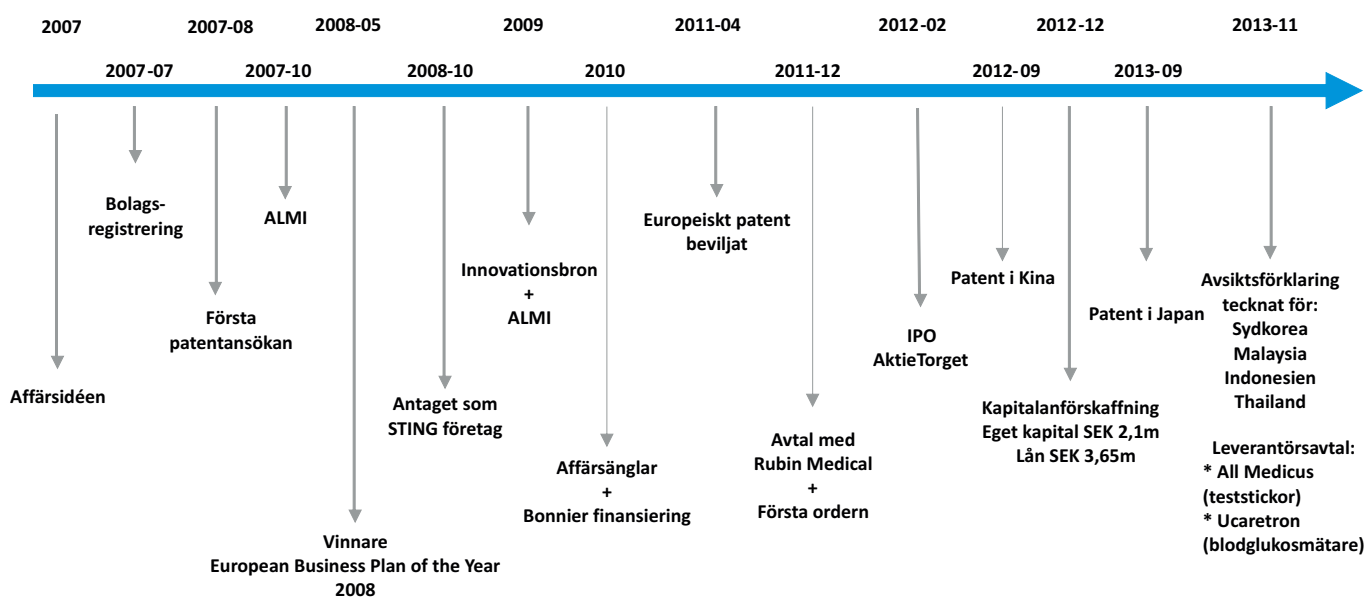 2007
2007-08
2008-05
2009
2011-04
2012-02
2012-12
2013-11
2007-07
2007-10
2008-10
2010
2011-12
2012-09
2013-09
Bolags-
registrering
ALMI
Europeiskt patent
beviljat
Innovationsbron
+
ALMI
Patent i Kina
Avsiktsförklaring
tecknat för:
Sydkorea
Malaysia
Indonesien
Thailand
Första
patentansökan
Patent i Japan
IPO
AktieTorget
Affärsidéen
Antaget som
STING företag
Kapitalanförskaffning
Eget kapital SEK 2,1m
Lån SEK 3,65m
Avtal med
Rubin Medical
+
Första ordern
Leverantörsavtal:
* All Medicus
(teststickor)
* Ucaretron
(blodglukosmätare)
Affärsänglar
+
Bonnier finansiering
Vinnare
European Business Plan of the Year
2008